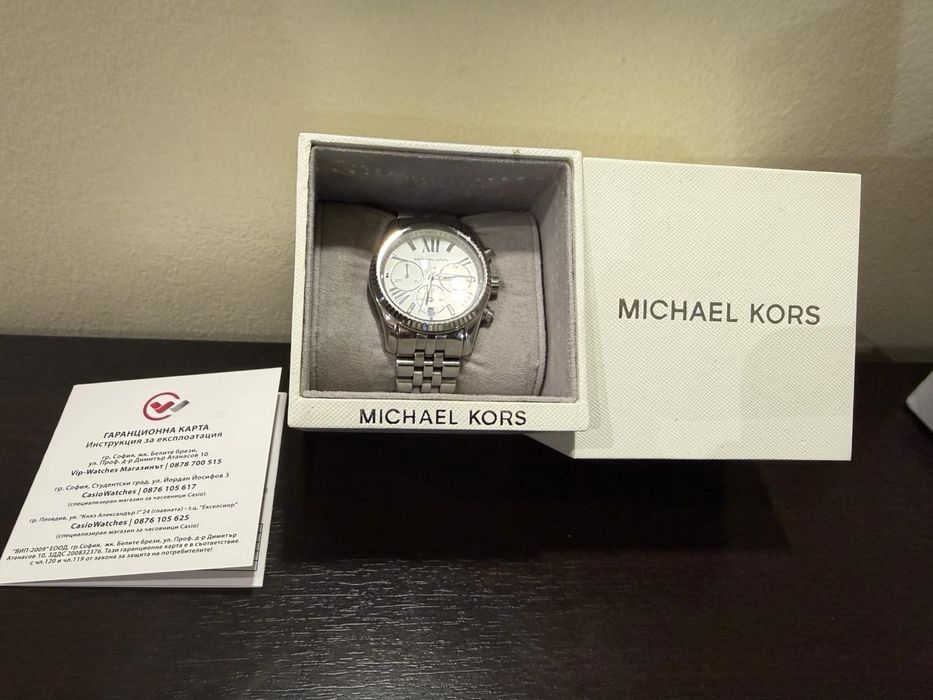 XII
MICHAEL KORS
MICHAEL KORS
MICHAEL KORS
ГАРАНЦИОННА КАРТА
Инструкция за експлоатация
гр. София, жк. Белите брези,
ул. Проф. д-р Димитър Атанасов 10
Vip-Watches Магазинът | 0878 700 515
гр. София, Студентски град, ул. Йордан Йосифов 3
CasioWatches | 0876 105 617
(специализиран магазин за часовници Casio)
гр. Пловдив, ул. "Княз Александър I" 24 (главната) - т.ц. "Екселсиор"
CasioWatches | 0876 105 625
(специализиран магазин за часовници Casio)
"ВИП-2009" ЕООД, гр.София, жк. Белите брези, ул. Проф. д-р Димитър
Атанасов 10, ЗДДС 200832376. Тази гаранционна карта е в съответствие
с чл.120 и чл.119 от закона за защита на потребителите!